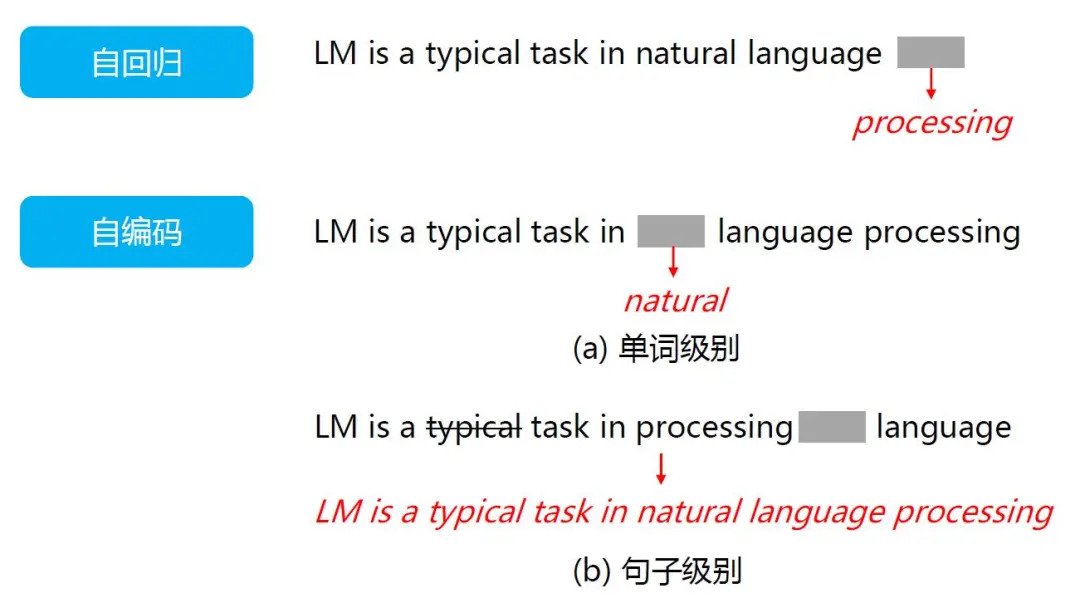 自回归
LM is a typical task in natural language
processing
自编码
LM is a typical task in language processing
natural
(a) 单词级别
LM is a typical task in processing language
LM is a typical task in natural language processing
(b) 句子级别